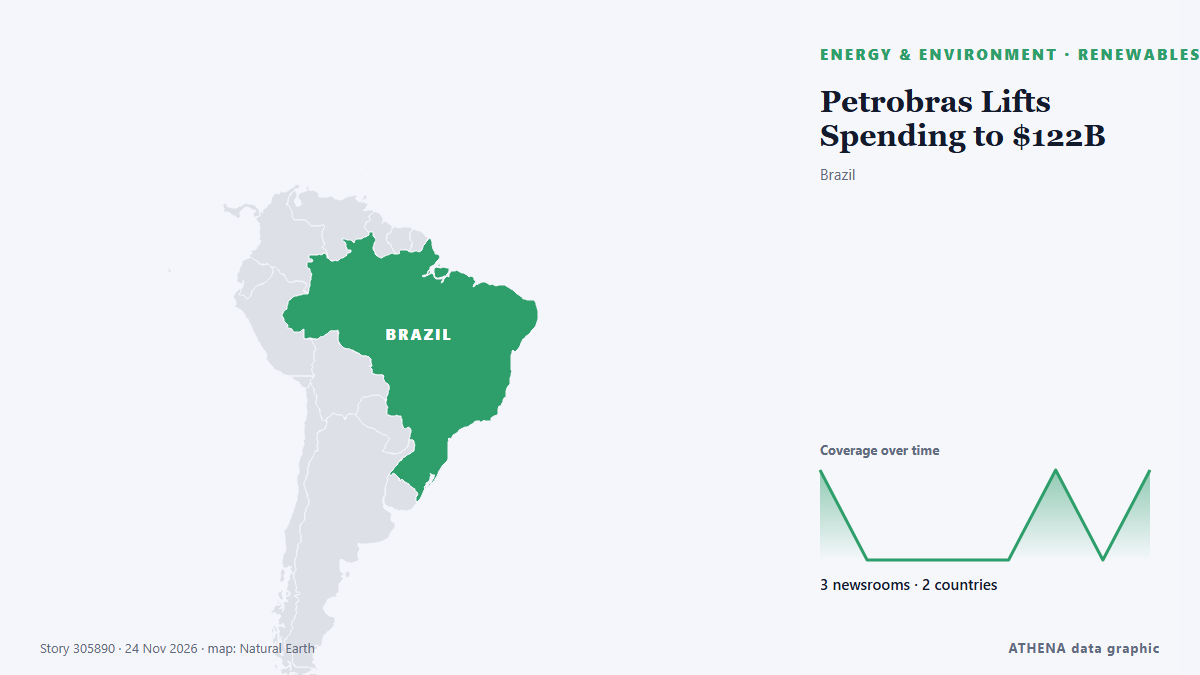 ENERGY & ENVIRONMENT · RENEWABLES
Petrobras Lifts
Spending to $122B
Brazil
BRAZIL
Coverage over time
3 newsrooms · 2 countries
Story 305890 · 24 Nov 2026 · map: Natural Earth
ATHENA data graphic